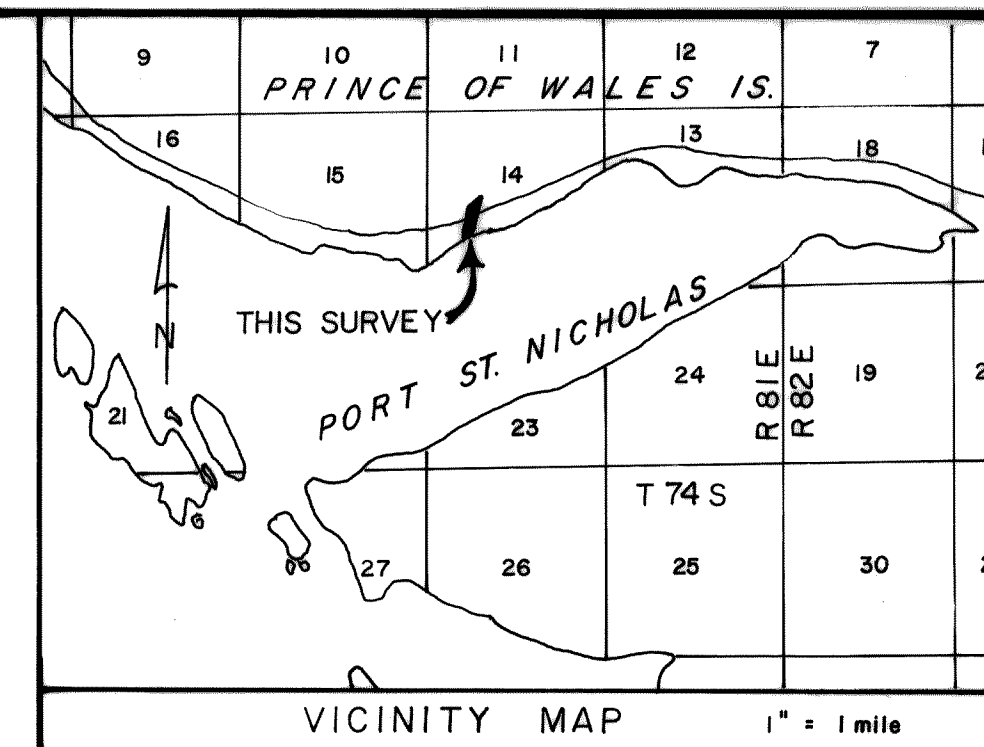 9 10 11 12 7
PRINCE OF WALES IS.
16 15 14 13 18
THIS SURVEY
N
PORT ST. NICHOLAS
21 23 24 19
R 81 E
R 82 E
T 74 S
27 26 25 30
VICINITY MAP 1" = 1 mile